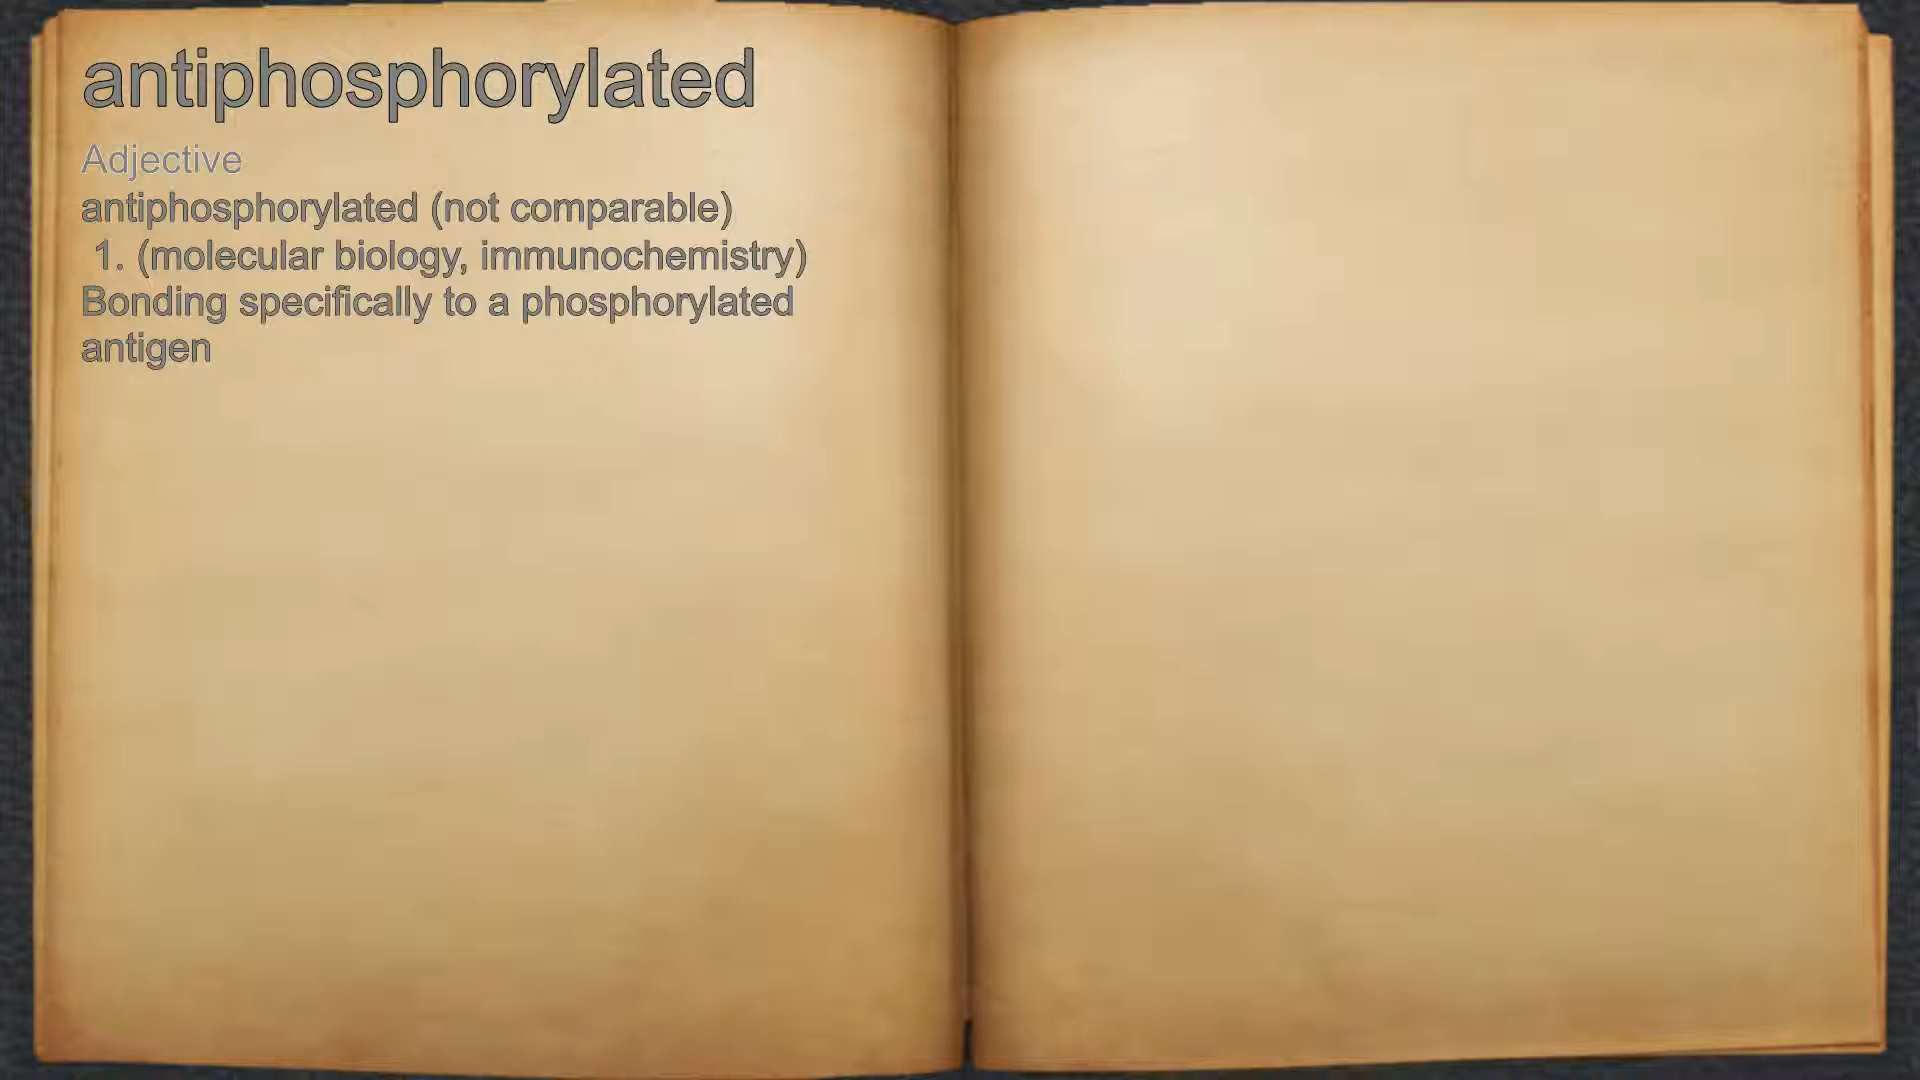 antiphosphorylated
Adjective
antiphosphorylated (not comparable)
1. (molecular biology, immunochemistry)
Bonding specifically to a phosphorylated
antigen